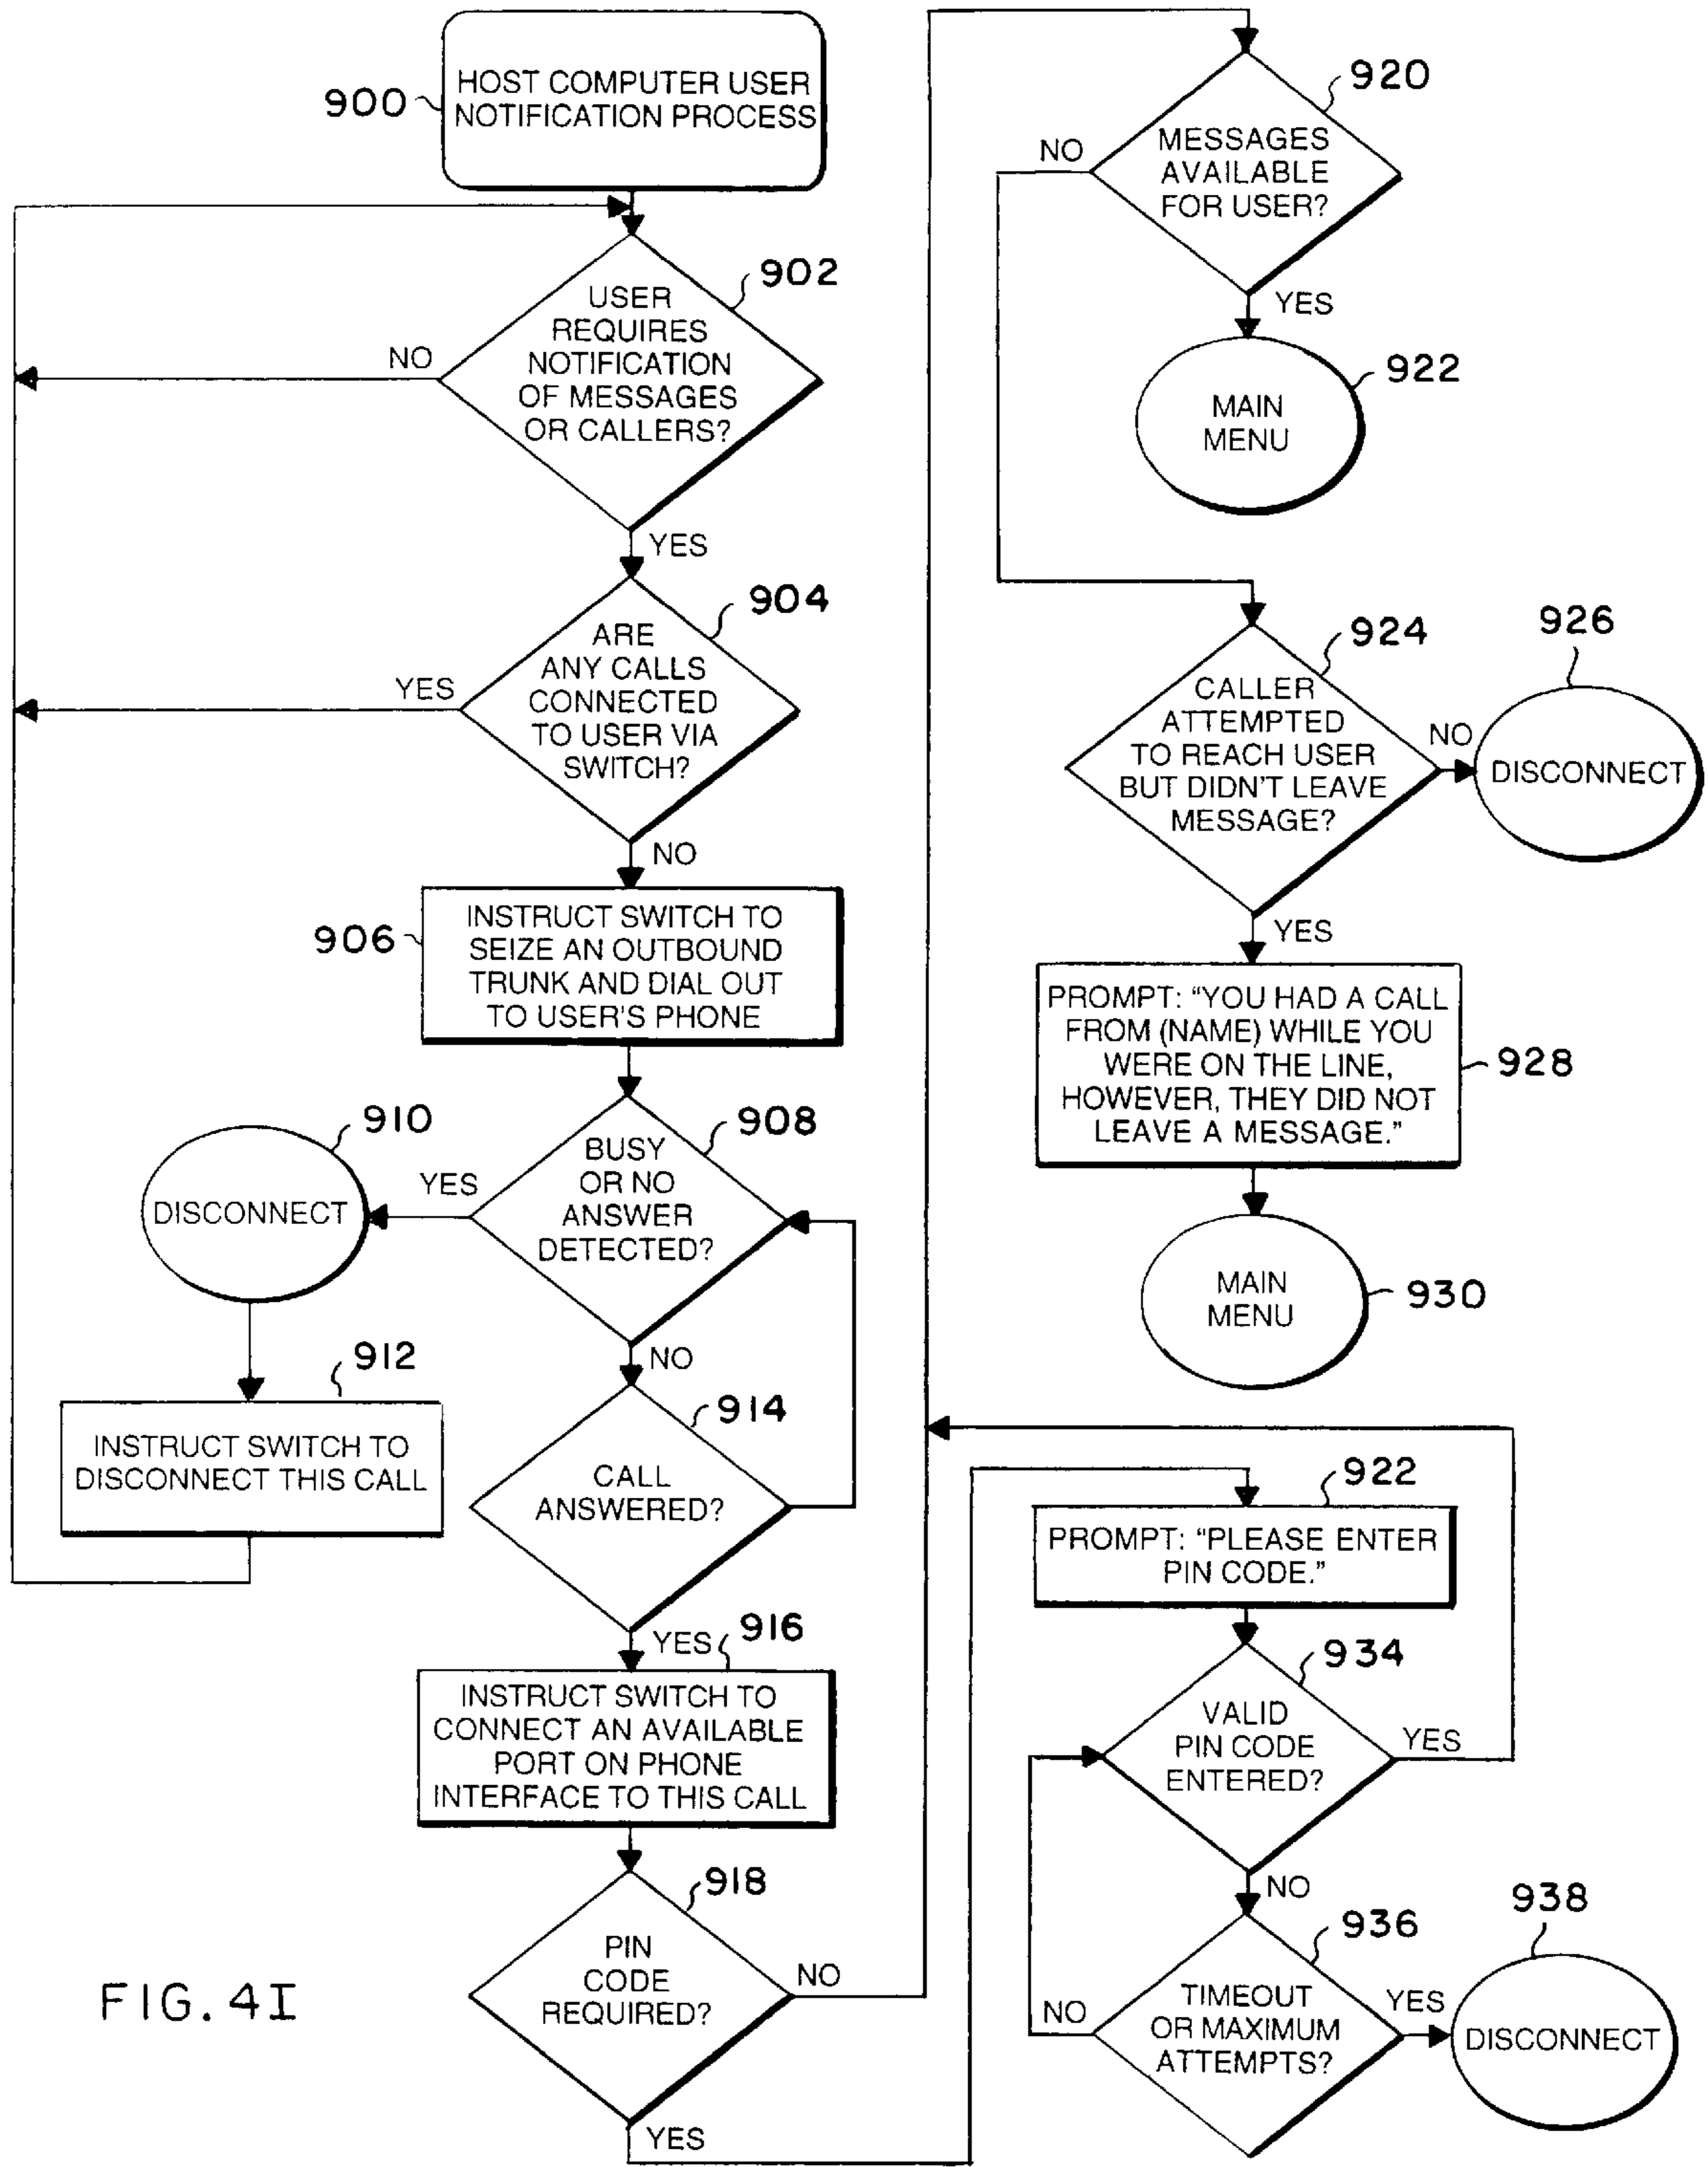 900
HOST COMPUTER USER
NOTIFICATION PROCESS
902
USER
REQUIRES
NOTIFICATION
OF MESSAGES
OR CALLERS?
NO
YES
904
ARE
ANY CALLS
CONNECTED
TO USER VIA
SWITCH?
YES
NO
906
INSTRUCT SWITCH TO
SEIZE AN OUTBOUND
TRUNK AND DIAL OUT
TO USER'S PHONE
908
BUSY
OR NO
ANSWER
DETECTED?
YES
NO
910
DISCONNECT
912
INSTRUCT SWITCH TO
DISCONNECT THIS CALL
914
CALL
ANSWERED?
YES
916
INSTRUCT SWITCH TO
CONNECT AN AVAILABLE
PORT ON PHONE
INTERFACE TO THIS CALL
918
PIN
CODE
REQUIRED?
NO
YES
920
MESSAGES
AVAILABLE
FOR USER?
NO
YES
922
MAIN
MENU
924
CALLER
ATTEMPTED
TO REACH USER
BUT DIDN'T LEAVE
MESSAGE?
NO
926
DISCONNECT
YES
PROMPT: “YOU HAD A CALL
FROM (NAME) WHILE YOU
WERE ON THE LINE,
HOWEVER, THEY DID NOT
LEAVE A MESSAGE.”
928
MAIN
MENU
930
922
PROMPT: “PLEASE ENTER
PIN CODE.”
934
VALID
PIN CODE
ENTERED?
YES
NO
936
TIMEOUT
OR MAXIMUM
ATTEMPTS?
NO
YES
938
DISCONNECT
FIG. 4I